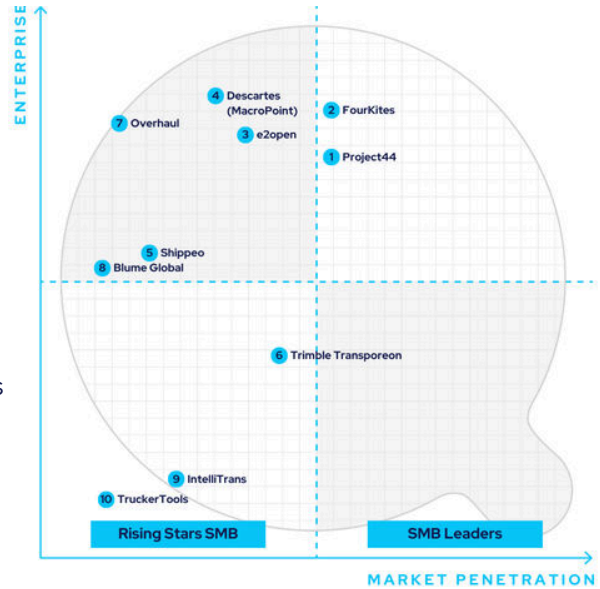 ENTERPRISE
4 Descartes
(MacroPoint)
2 FourKites
7 Overhaul
3 e2open
1 Project44
5 Shippeo
8 Blume Global
6 Trimble Transporeon
s
9 IntelliTrans
10 TruckerTools
Rising Stars SMB
SMB Leaders
MARKET PENETRATION